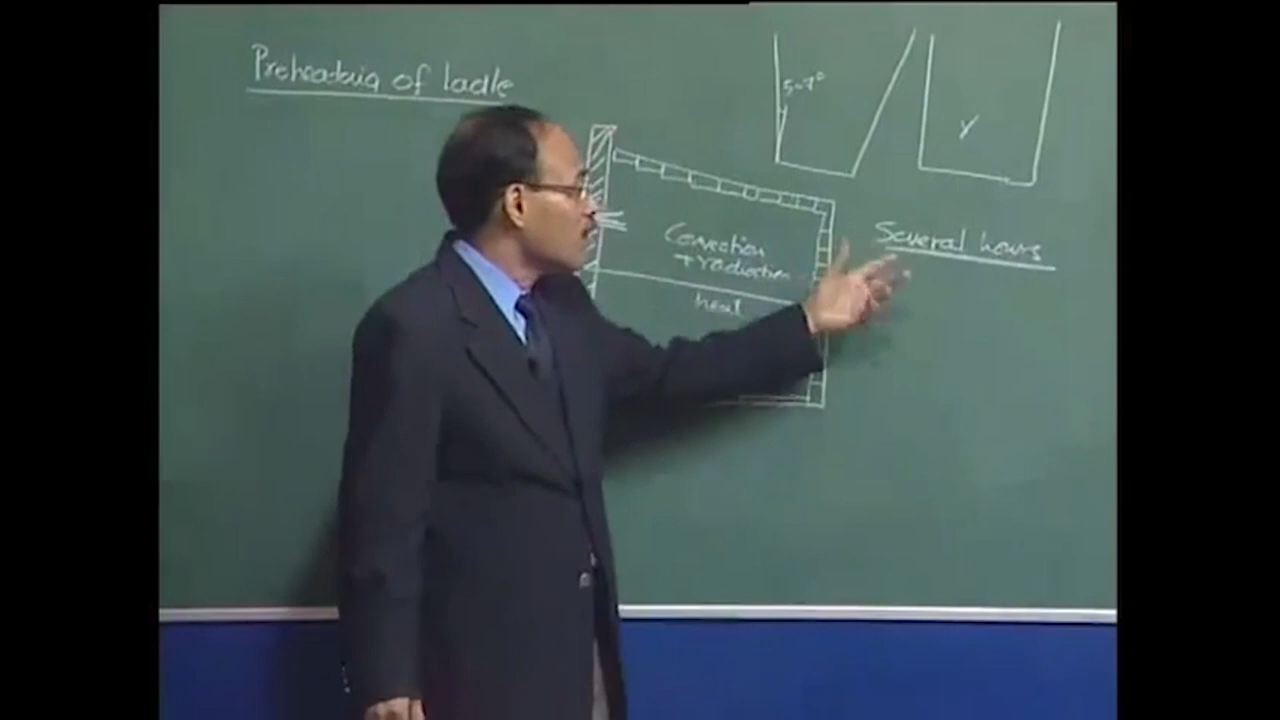 Preheating of ladle
5-7°
Y
Several hours
Convection
+ radiation
heat